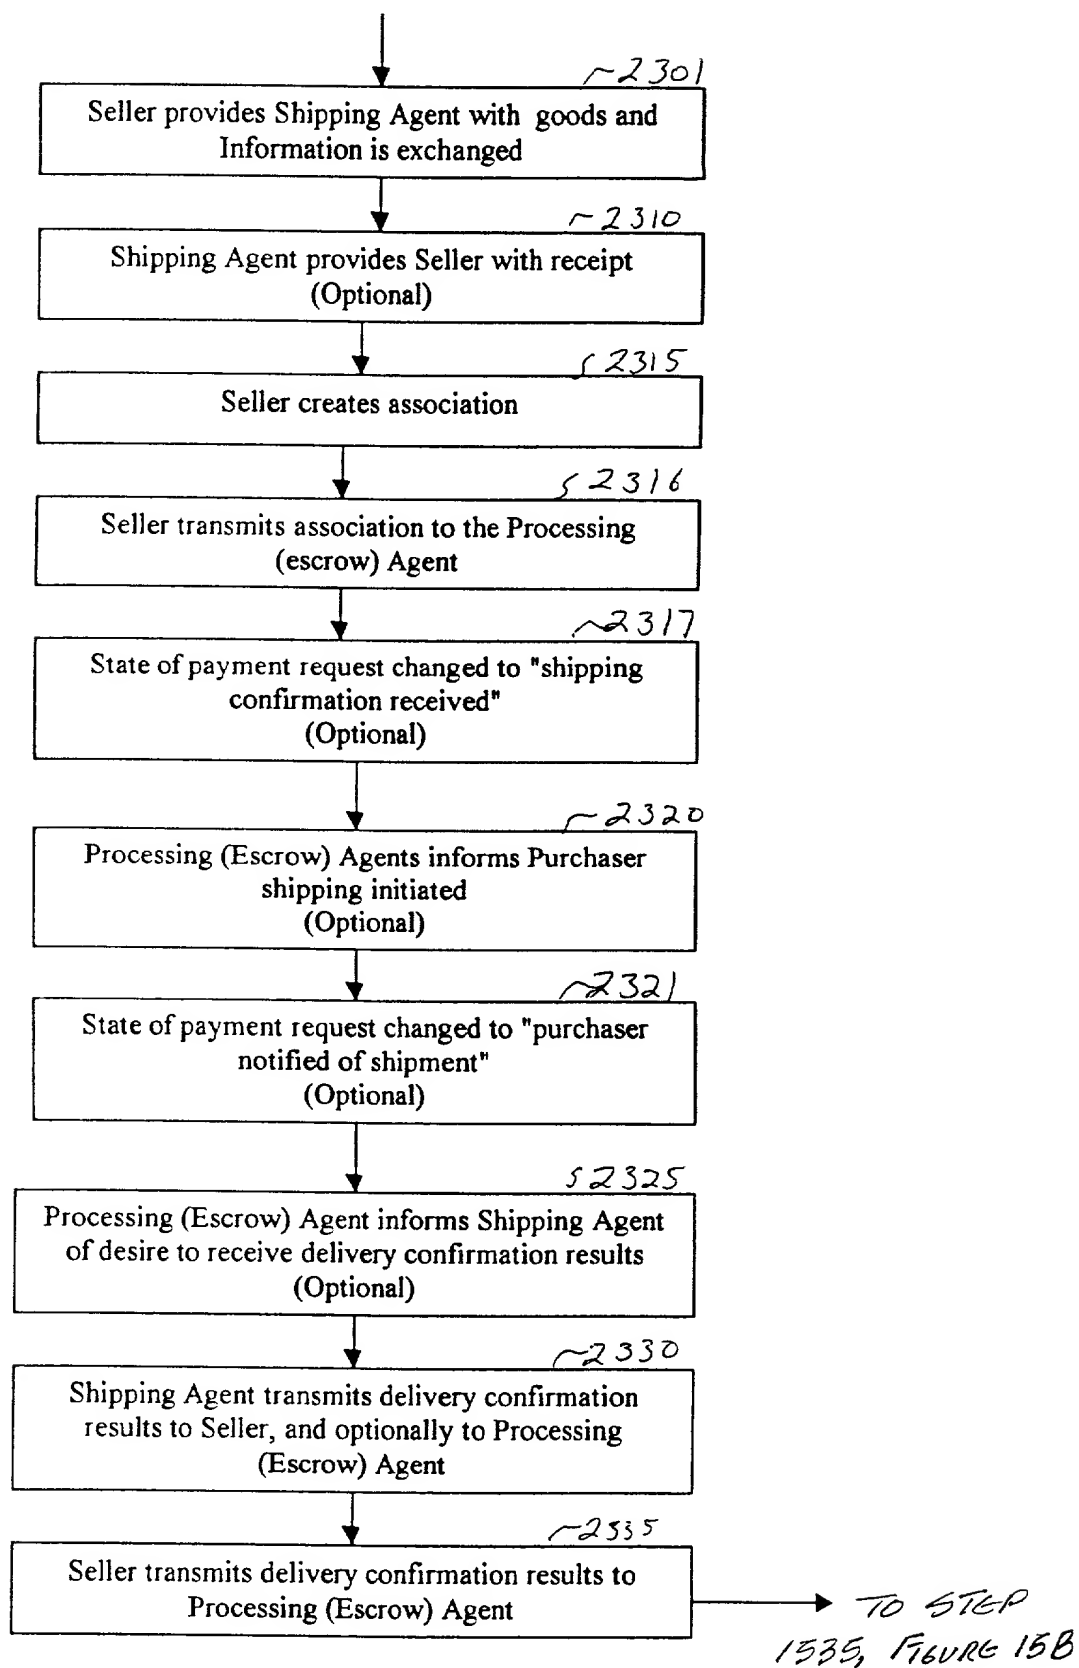 ~2301
Seller provides Shipping Agent with goods and
Information is exchanged
~2310
Shipping Agent provides Seller with receipt
(Optional)
2315
Seller creates association
2316
Seller transmits association to the Processing
(escrow) Agent
~2317
State of payment request changed to "shipping
confirmation received"
(Optional)
~2320
Processing (Escrow) Agents informs Purchaser
shipping initiated
(Optional)
~2321
State of payment request changed to "purchaser
notified of shipment"
(Optional)
2325
Processing (Escrow) Agent informs Shipping Agent
of desire to receive delivery confirmation results
(Optional)
~2330
Shipping Agent transmits delivery confirmation
results to Seller, and optionally to Processing
(Escrow) Agent
~2335
Seller transmits delivery confirmation results to
Processing (Escrow) Agent
TO STEP
1535, FIGURE 15B